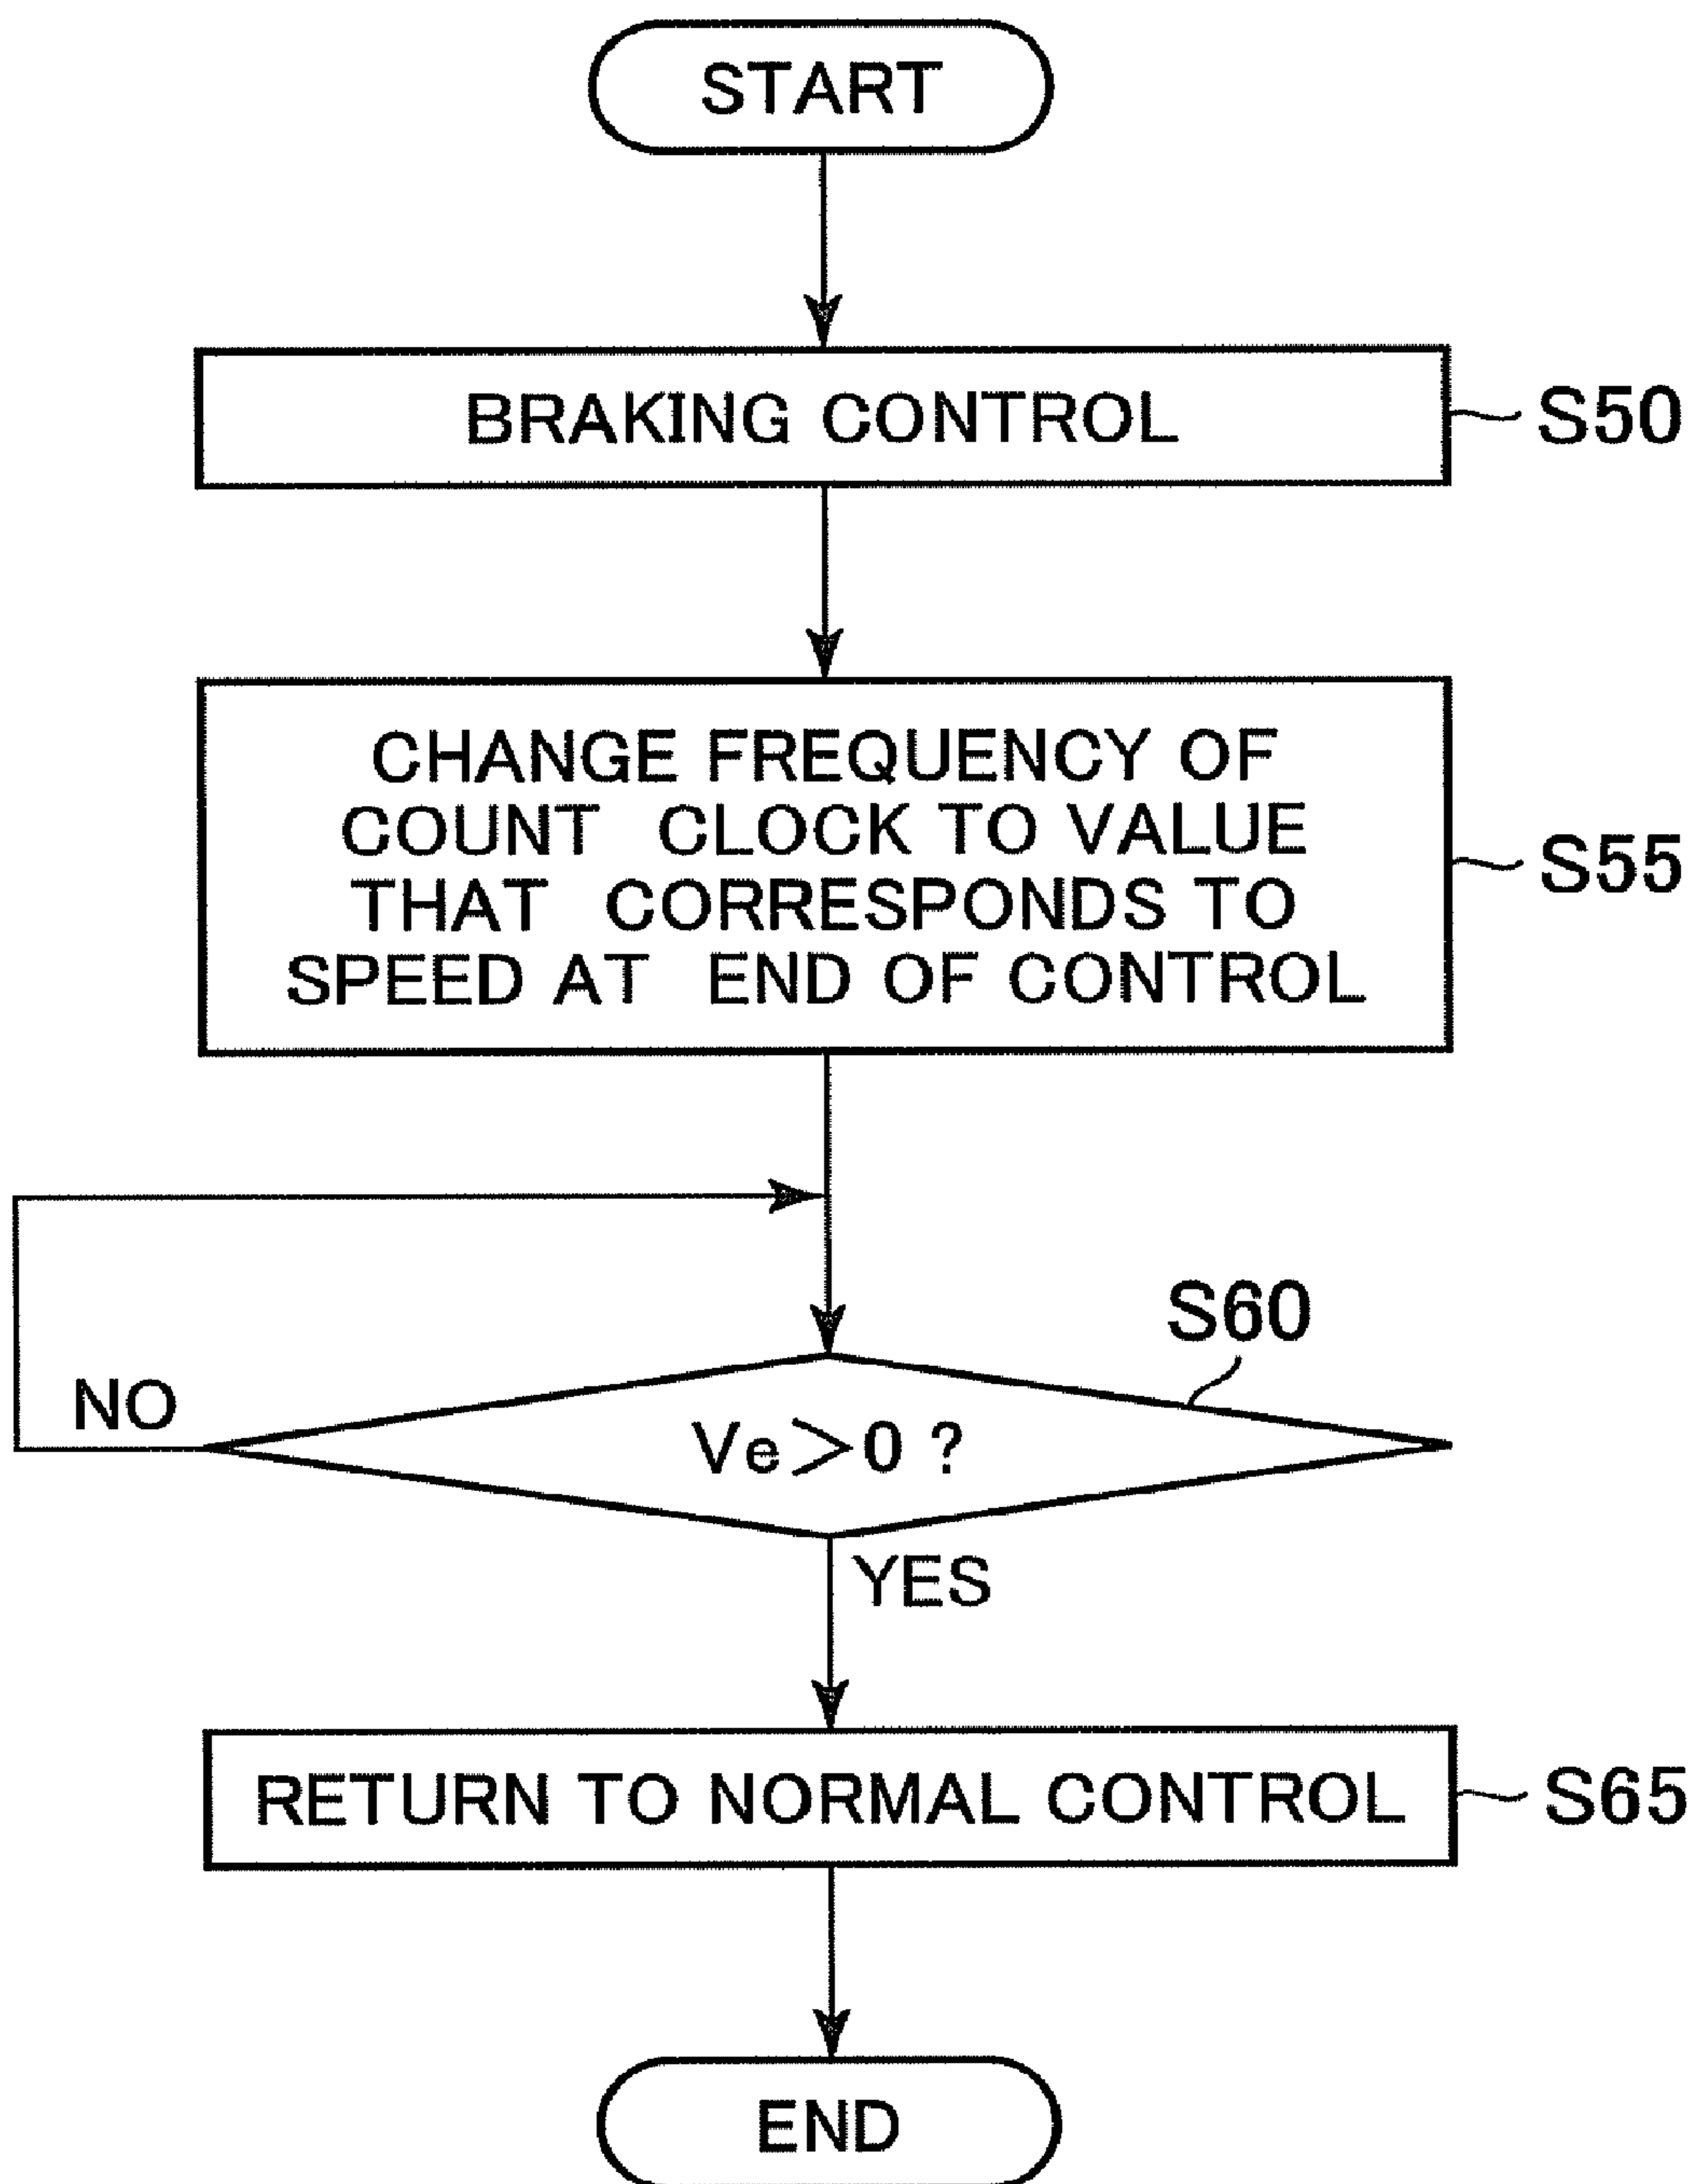 START
BRAKING CONTROL
S50
CHANGE FREQUENCY OF
COUNT CLOCK TO VALUE
THAT CORRESPONDS TO
SPEED AT END OF CONTROL
S55
S60
NO
Ve>0 ?
YES
RETURN TO NORMAL CONTROL
S65
END